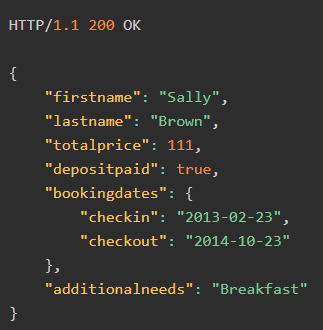 HTTP/1.1 200 OK

{
    "firstname": "Sally",
    "lastname": "Brown",
    "totalprice": 111,
    "depositpaid": true,
    "bookingdates": {
        "checkin": "2013-02-23",
        "checkout": "2014-10-23"
    },
    "additionalneeds": "Breakfast"
}